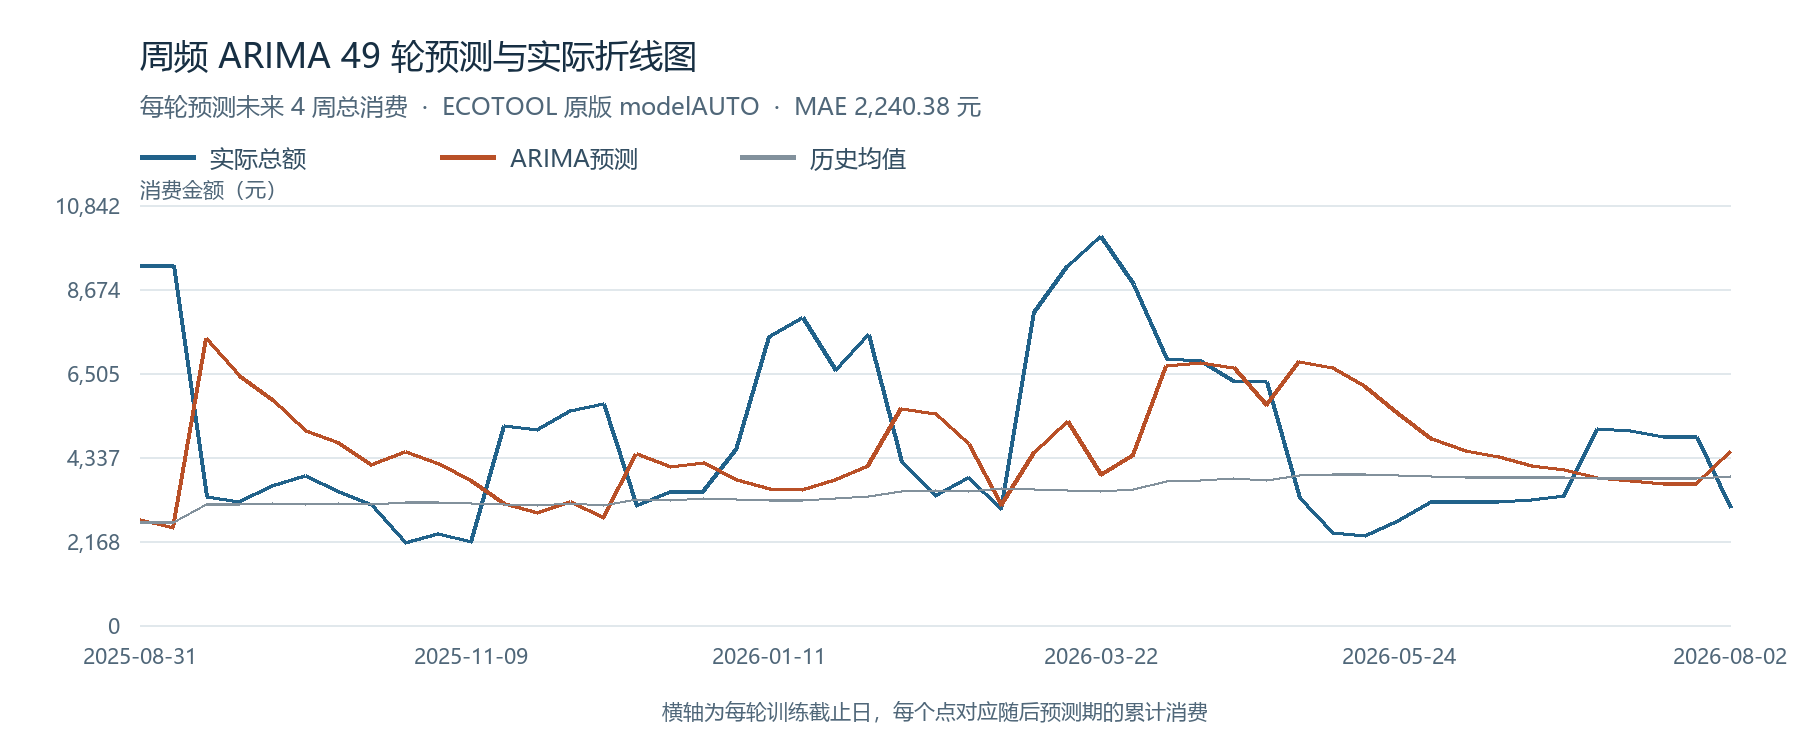 周频 ARIMA 49 轮预测与实际折线图
每轮预测未来 4 周总消费 · ECOTOOL 原版 modelAUTO · MAE 2,240.38 元
实际总额 ARIMA预测 历史均值
消费金额（元）
10,842
8,674
6,505
4,337
2,168
0
2025-08-31 2025-11-09 2026-01-11 2026-03-22 2026-05-24 2026-08-02
横轴为每轮训练截止日，每个点对应随后预测期的累计消费